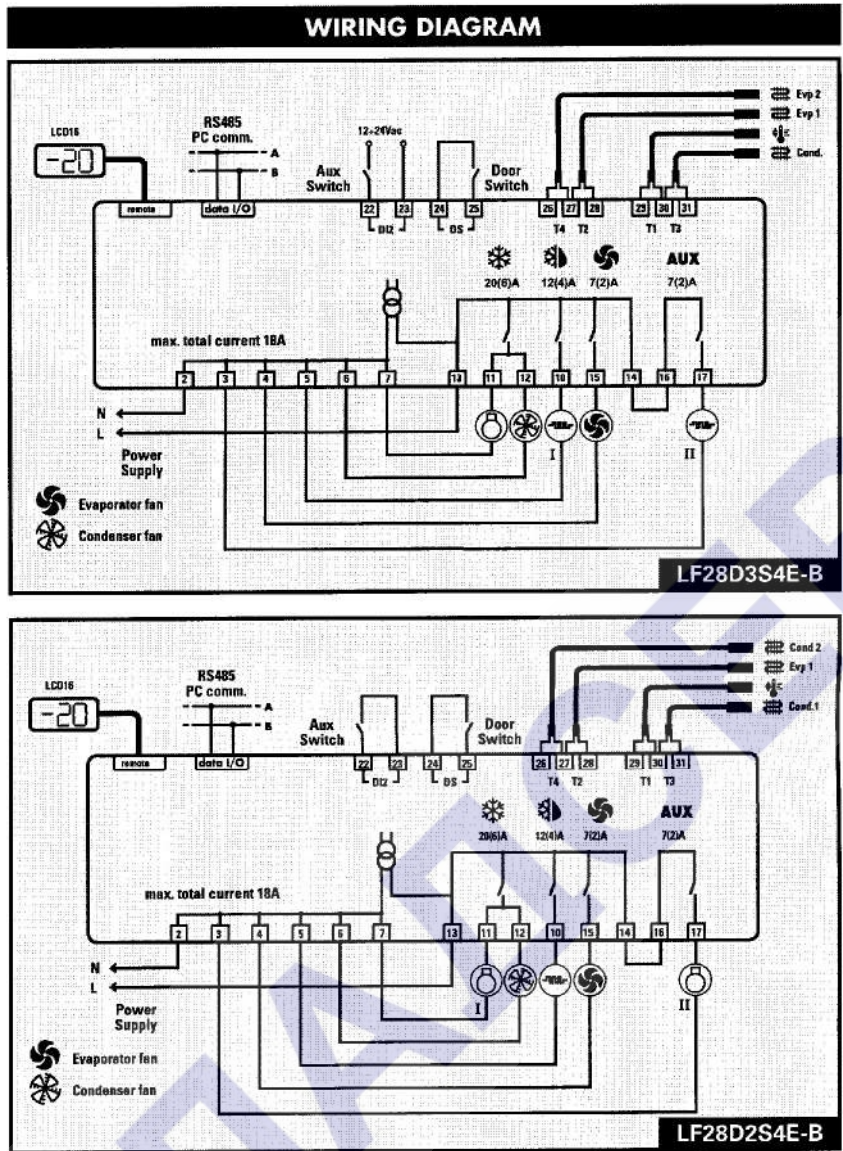 WIRING DIAGRAM
LCD16
-20
RS485
PC comm.
A
B
12÷24Vac
Aux
Switch
Door
Switch
Evp 2
Evp 1
Cond.
remote
data I/O
22 23 24 25 26 27 28 29 30 31
DI2 DS T4 T2 T1 T3
AUX
20(6)A 12(4)A 7(2)A 7(2)A
max. total current 18A
2 3 4 5 6 7 13 11 12 10 15 14 16 17
N
L
I II
Power
Supply
Evaporator fan
Condenser fan
LF28D3S4E-B
LCD16
-20
RS485
PC comm.
A
B
Aux
Switch
Door
Switch
Cond 2
Evp 1
Cond.1
remote
data I/O
22 23 24 25 26 27 28 29 30 31
DI2 DS T4 T2 T1 T3
AUX
20(6)A 12(4)A 7(2)A 7(2)A
max. total current 18A
2 3 4 5 6 7 13 11 12 10 15 14 16 17
N
L
I II
Power
Supply
Evaporator fan
Condenser fan
LF28D2S4E-B